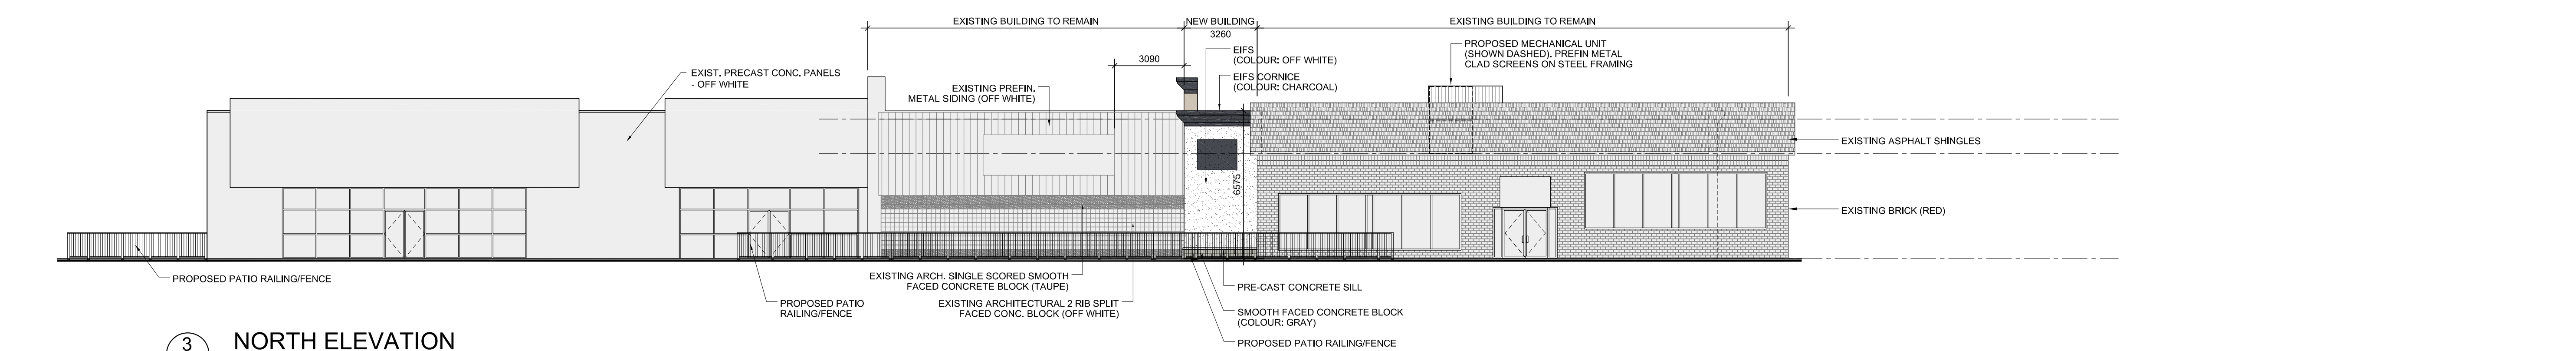 EXISTING BUILDING TO REMAIN
NEW BUILDING
EXISTING BUILDING TO REMAIN
3260
3090
EIFS
(COLOUR: OFF WHITE)
EIFS CORNICE
(COLOUR: CHARCOAL)
PROPOSED MECHANICAL UNIT
(SHOWN DASHED), PREFIN METAL
CLAD SCREENS ON STEEL FRAMING
EXIST. PRECAST CONC. PANELS
- OFF WHITE
EXISTING PREFIN.
METAL SIDING (OFF WHITE)
6575
EXISTING ASPHALT SHINGLES
EXISTING BRICK (RED)
PROPOSED PATIO RAILING/FENCE
EXISTING ARCH. SINGLE SCORED SMOOTH
FACED CONCRETE BLOCK (TAUPE)
PROPOSED PATIO
RAILING/FENCE
EXISTING ARCHITECTURAL 2 RIB SPLIT
FACED CONC. BLOCK (OFF WHITE)
PRE-CAST CONCRETE SILL
SMOOTH FACED CONCRETE BLOCK
(COLOUR: GRAY)
PROPOSED PATIO RAILING/FENCE
3
NORTH ELEVATION